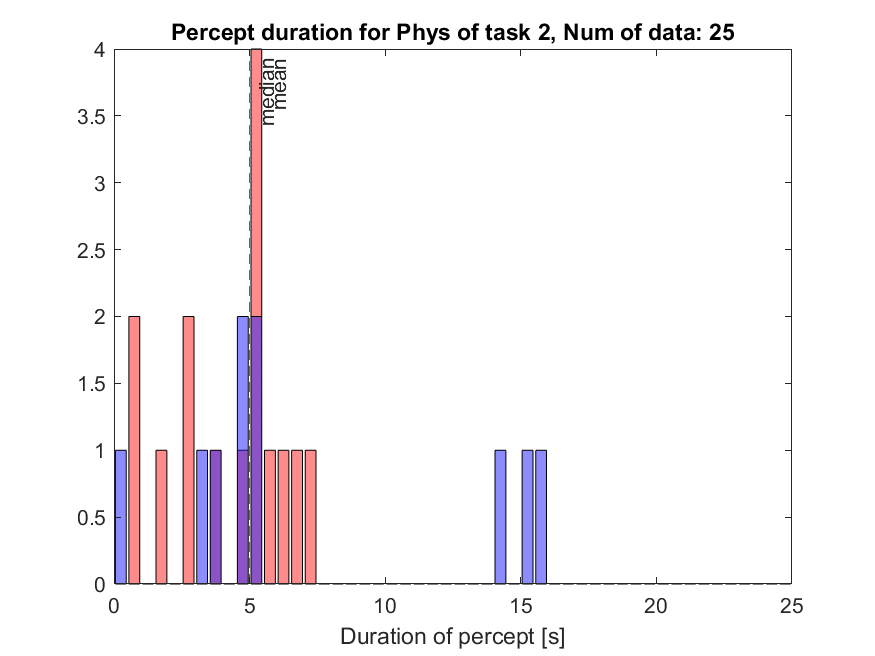 Percept duration for Phys of task 2, Num of data: 25
4
3.5
3
2.5
2
1.5
1
0.5
0
median
mean
0 5 10 15 20 25
Duration of percept [s]